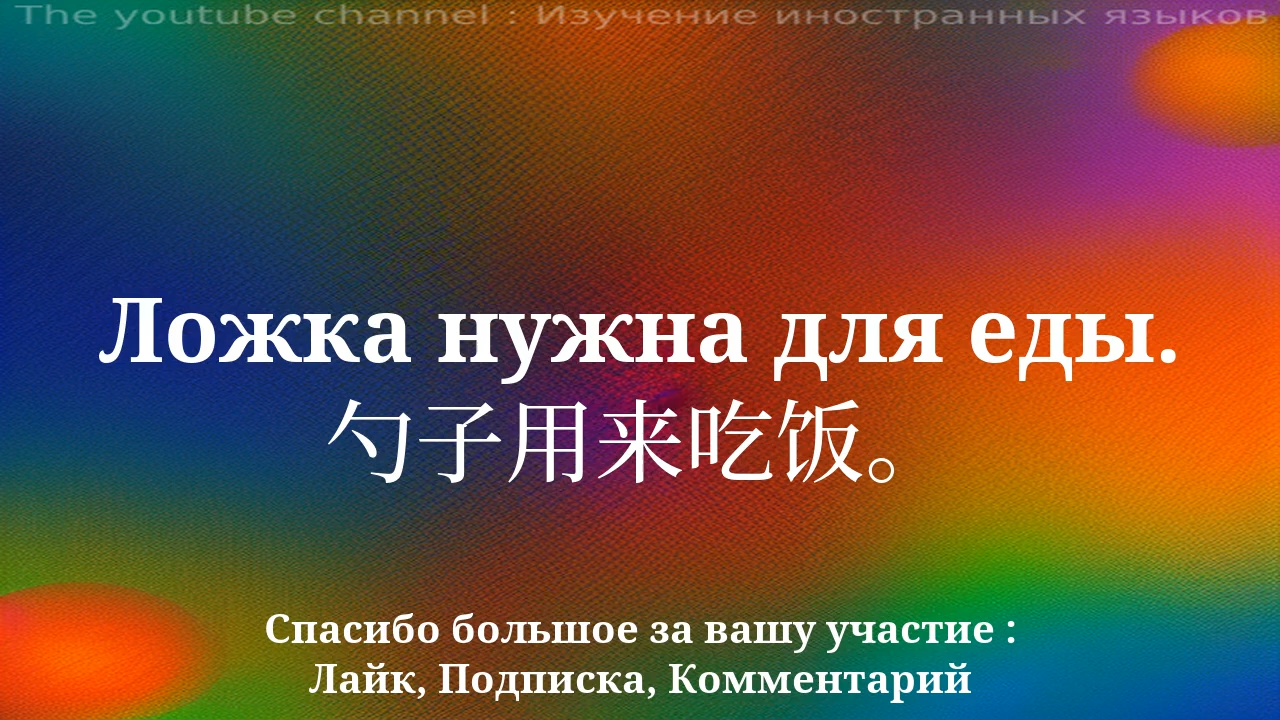 The youtube channel : Изучение иностранных языков
Ложка нужна для еды.
勺子用来吃饭。
Спасибо большое за вашу участие :
Лайк, Подписка, Комментарий